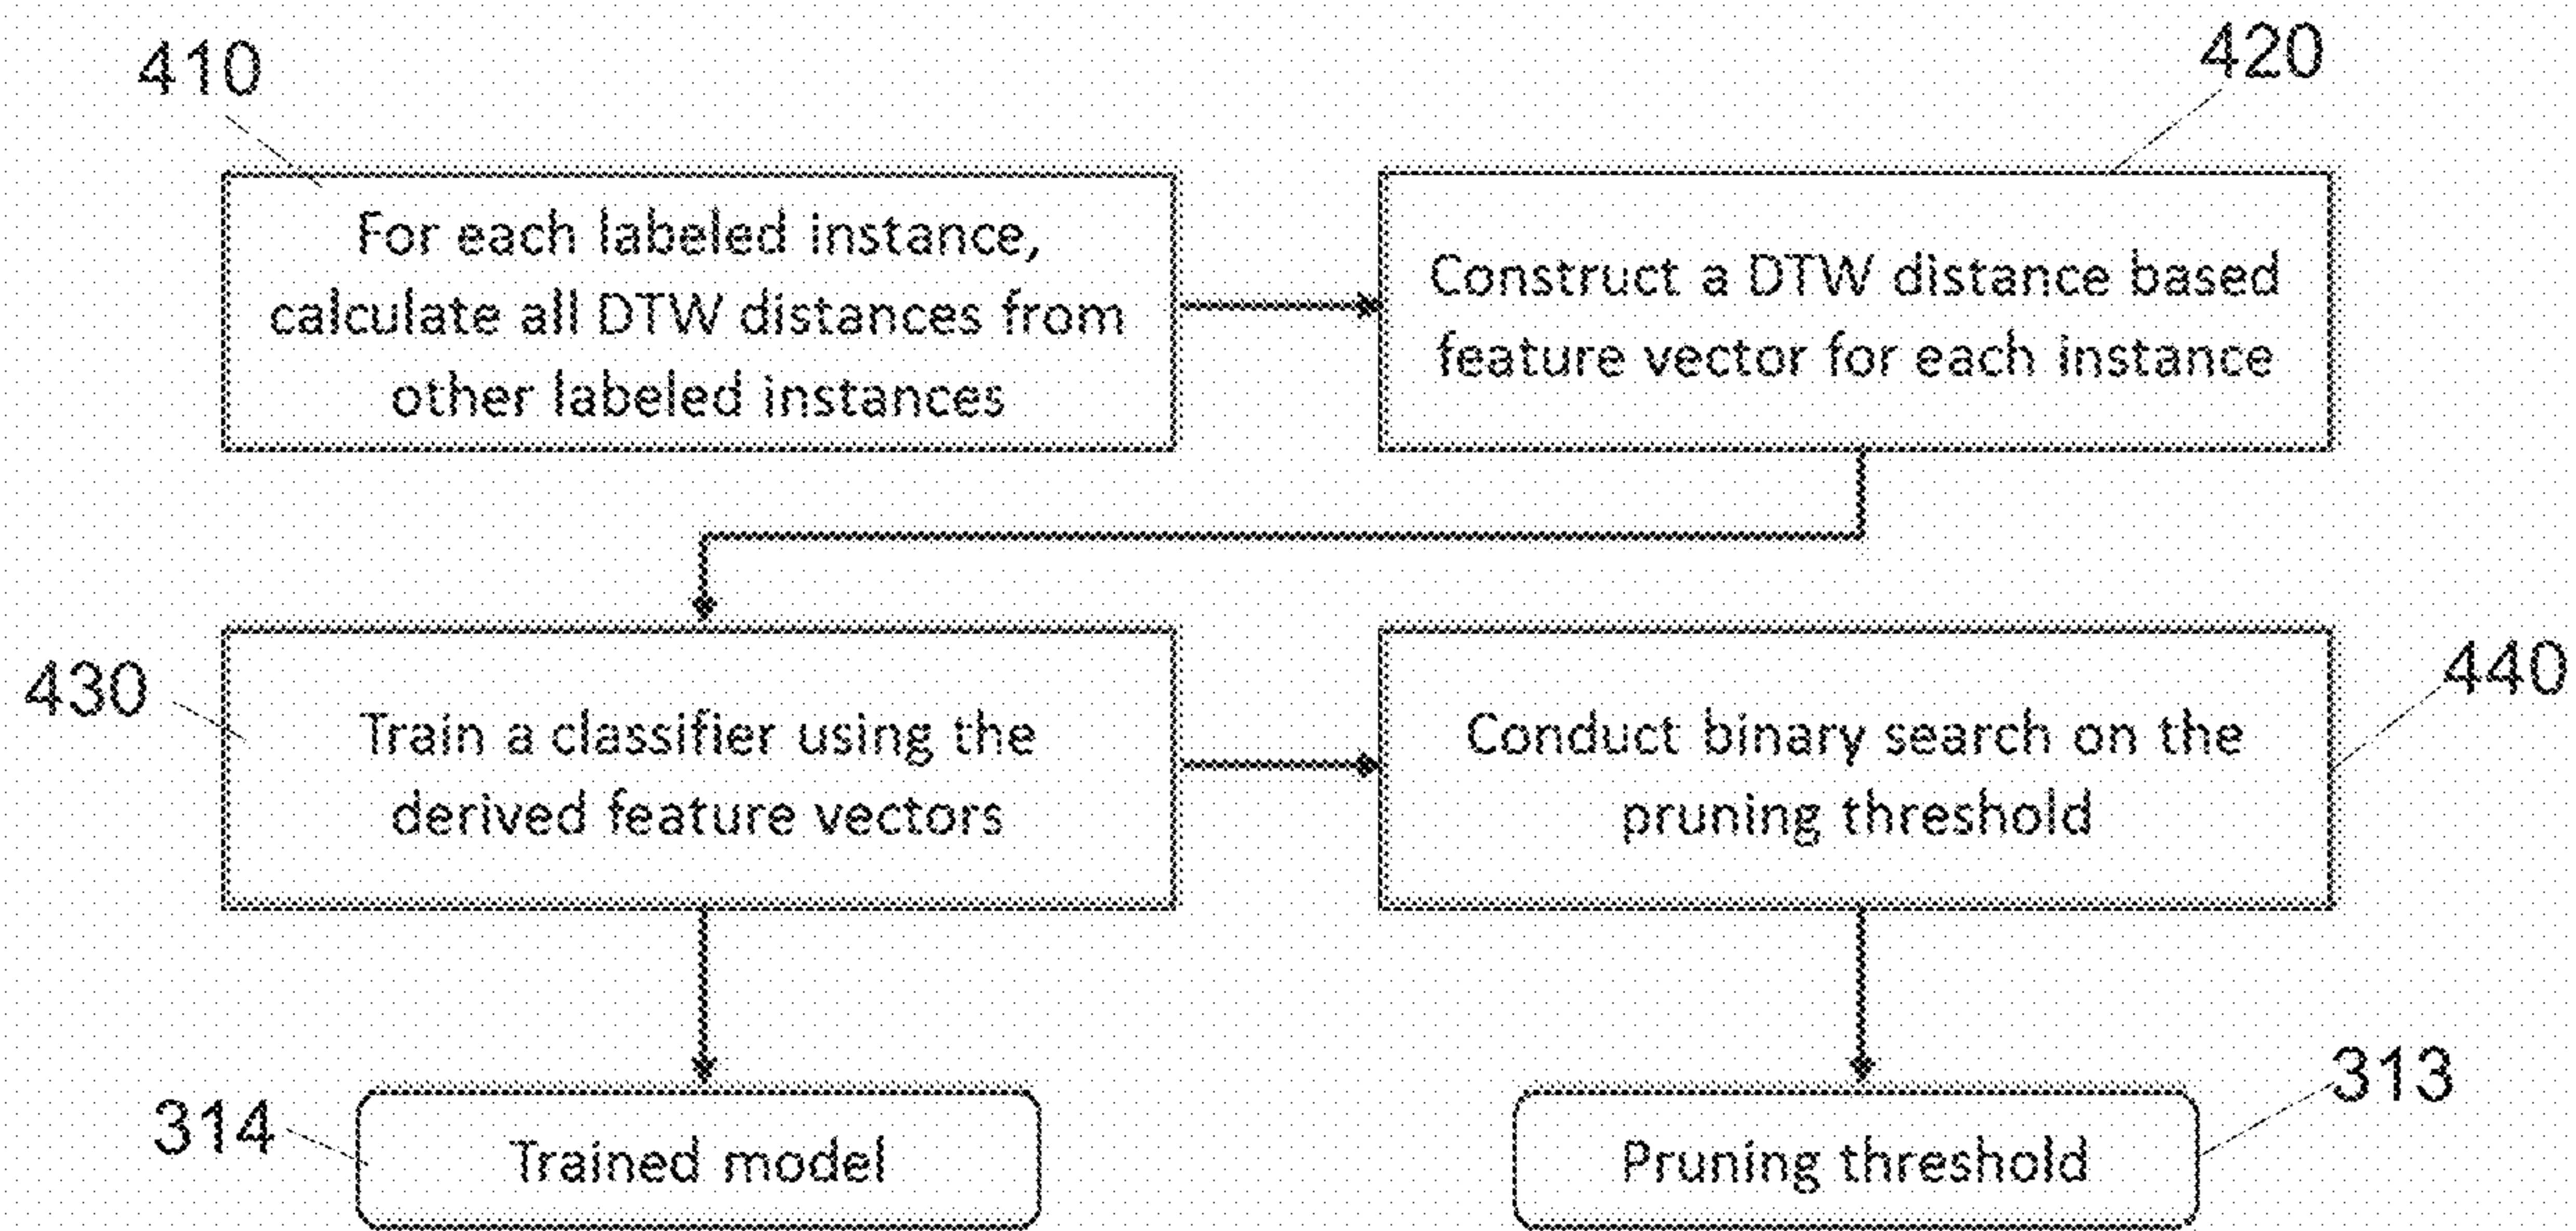 410
420
For each labeled instance,
calculate all DTW distances from
other labeled instances
Construct a DTW distance based
feature vector for each instance
430
440
Train a classifier using the
derived feature vectors
Conduct binary search on the
pruning threshold
314
313
Trained model
Pruning threshold